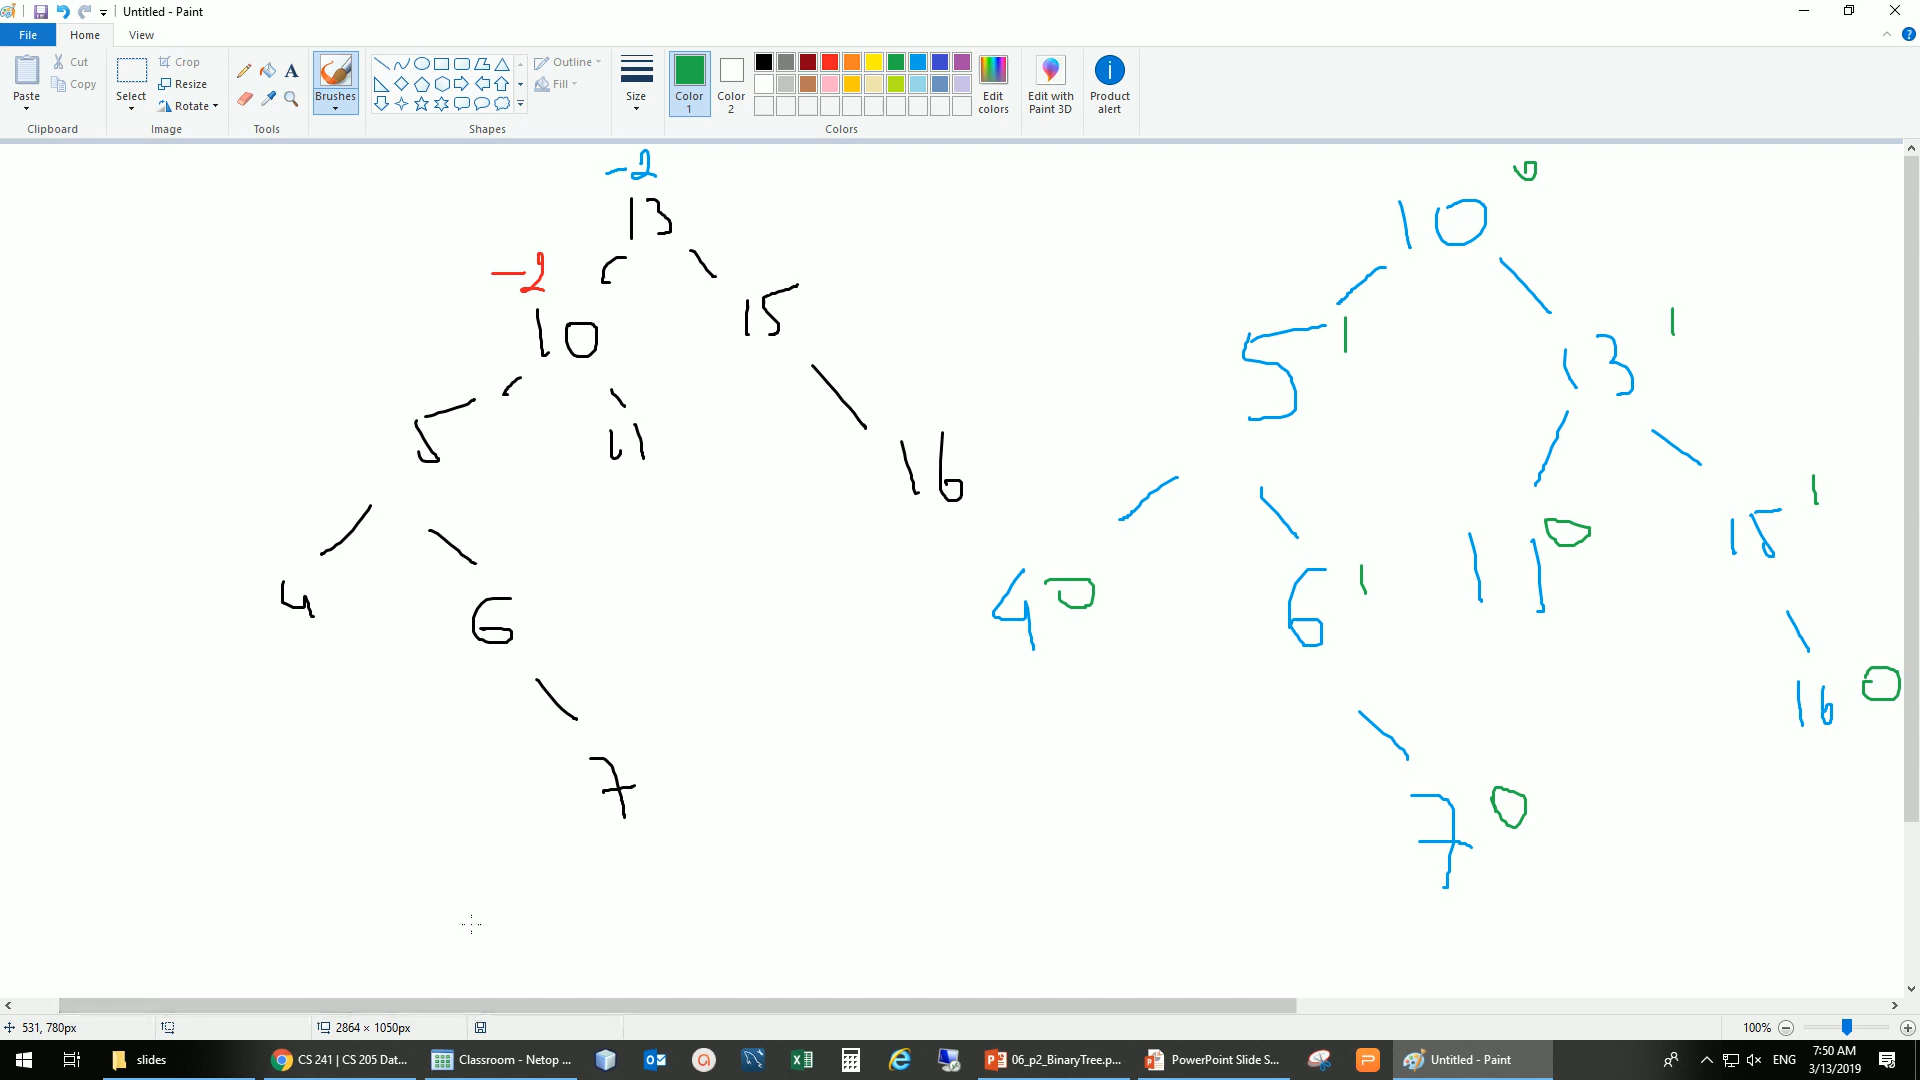 Untitled - Paint
File Home View
Paste
Cut
Copy
Clipboard
Select
Crop
Resize
Rotate
Image
Tools
Brushes
Shapes
Outline
Fill
Size
Color 1
Color 2
Colors
Edit colors
Edit with Paint 3D
Product alert
-2
13
-2
10
15
5
11
16
4
6
7
0
10
5
1
13
1
4
0
6
1
11
0
15
1
16
0
7
0
531, 780px
2864 × 1050px
100%
slides
CS 241 | CS 205 Dat...
Classroom - Netop ...
06_p2_BinaryTree.p...
PowerPoint Slide S...
Untitled - Paint
ENG
7:50 AM
3/13/2019